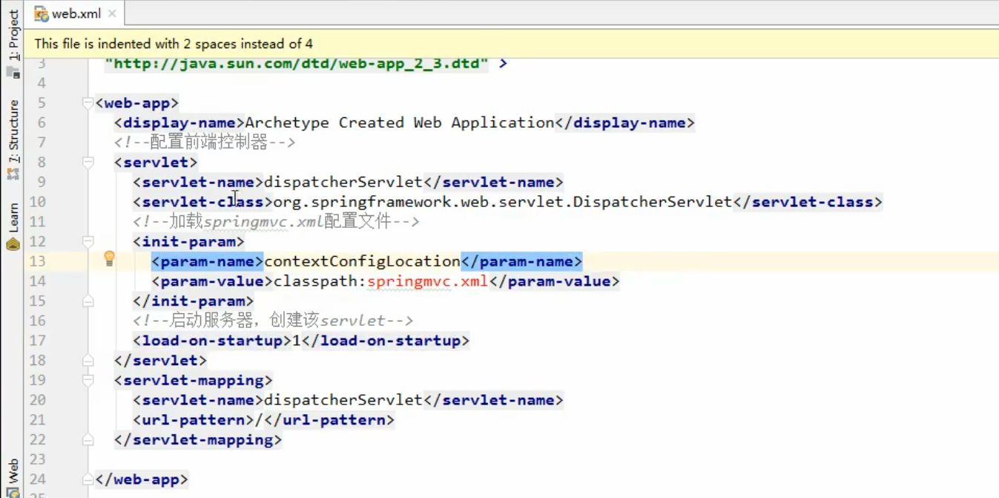 web.xml
1: Project
This file is indented with 2 spaces instead of 4
3 "http://java.sun.com/dtd/web-app_2_3.dtd" >
4
5 <web-app>
6 <display-name>Archetype Created Web Application</display-name>
7 <!--配置前端控制器-->
7: Structure
8 <servlet>
9 <servlet-name>dispatcherServlet</servlet-name>
10 <servlet-class>org.springframework.web.servlet.DispatcherServlet</servlet-class>
Learn
11 <!--加载springmvc.xml配置文件-->
12 <init-param>
13 <param-name>contextConfigLocation</param-name>
14 <param-value>classpath:springmvc.xml</param-value>
15 </init-param>
16 <!--启动服务器，创建该servlet-->
17 <load-on-startup>1</load-on-startup>
18 </servlet>
19 <servlet-mapping>
20 <servlet-name>dispatcherServlet</servlet-name>
21 <url-pattern>/</url-pattern>
22 </servlet-mapping>
23
Web
24 </web-app>
25